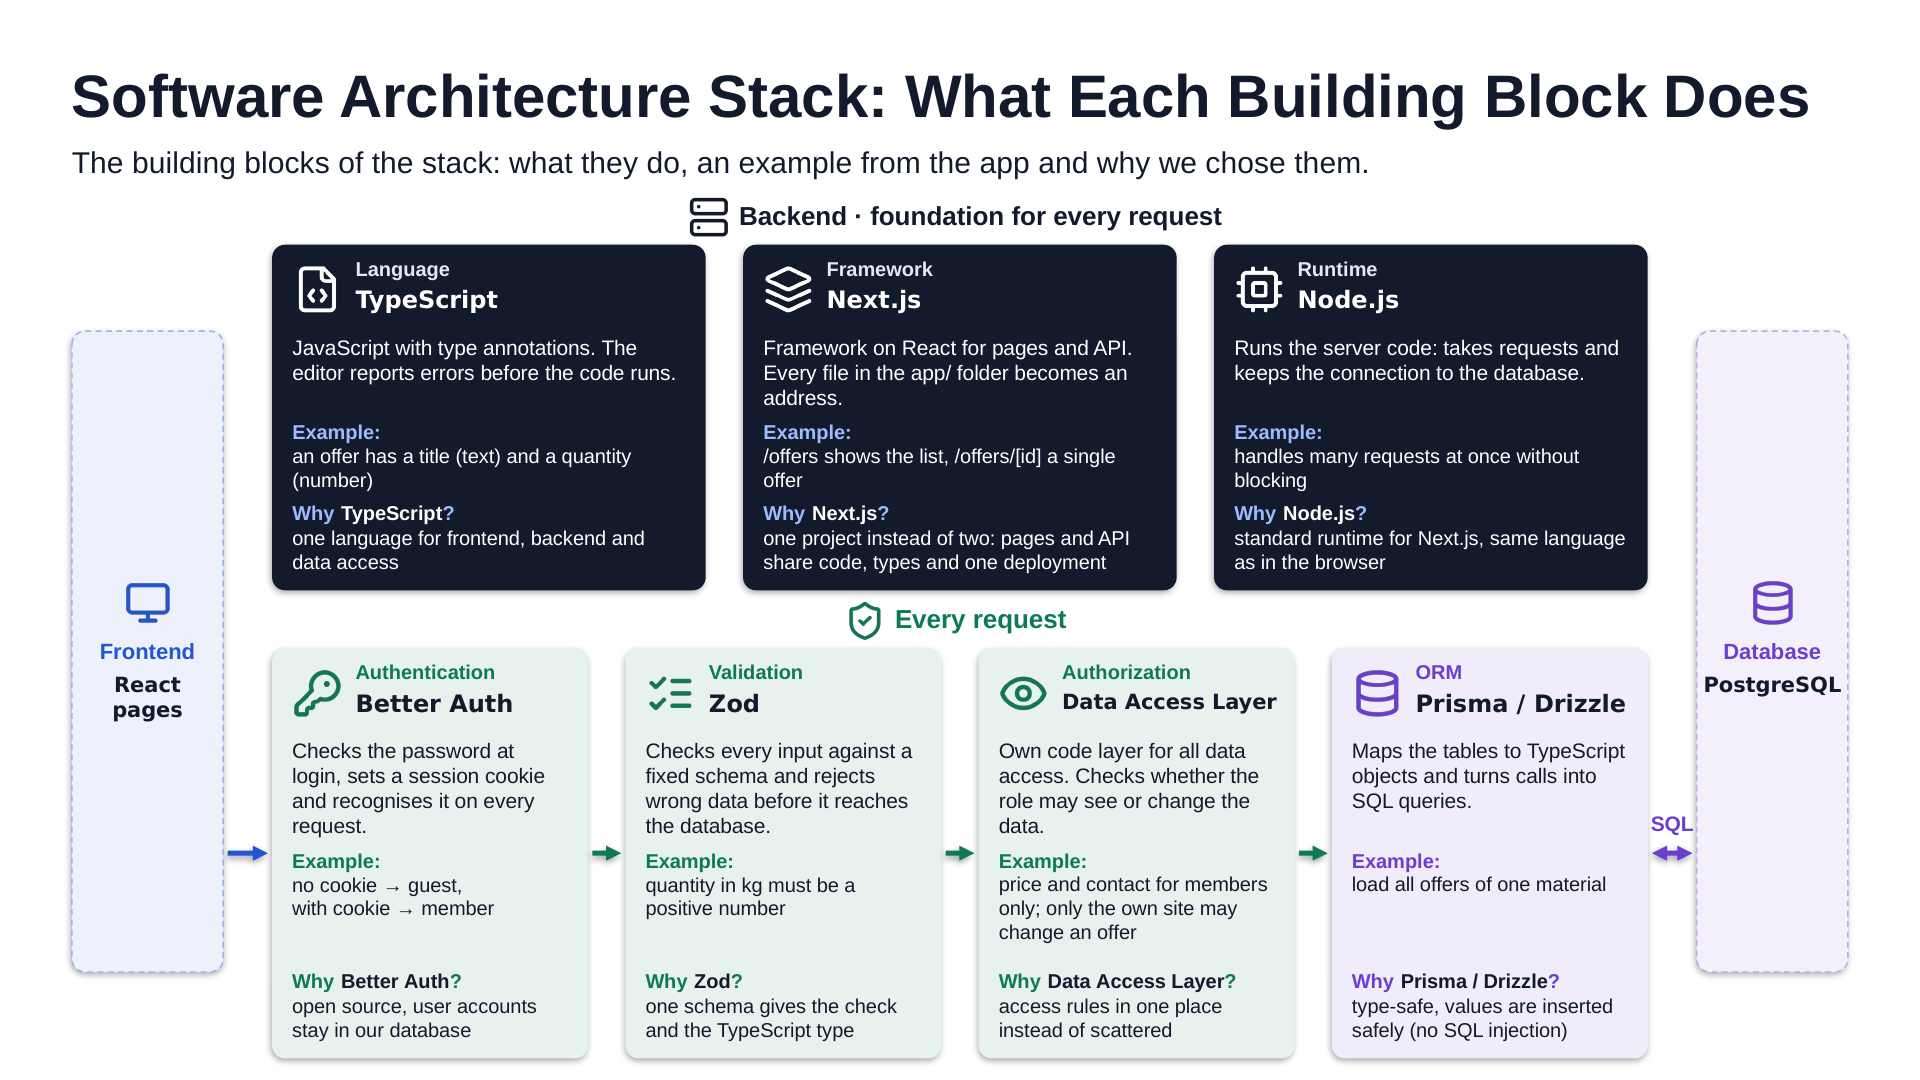 Software Architecture Stack: What Each Building Block Does
The building blocks of the stack: what they do, an example from the app and why we chose them.
Backend · foundation for every request
Language
TypeScript
JavaScript with type annotations. The
editor reports errors before the code runs.
Example:
an offer has a title (text) and a quantity
(number)
Why TypeScript?
one language for frontend, backend and
data access
Framework
Next.js
Framework on React for pages and API.
Every file in the app/ folder becomes an
address.
Example:
/offers shows the list, /offers/[id] a single
offer
Why Next.js?
one project instead of two: pages and API
share code, types and one deployment
Runtime
Node.js
Runs the server code: takes requests and
keeps the connection to the database.
Example:
handles many requests at once without
blocking
Why Node.js?
standard runtime for Next.js, same language
as in the browser
Frontend
React
pages
Every request
Authentication
Better Auth
Checks the password at
login, sets a session cookie
and recognises it on every
request.
Example:
no cookie → guest,
with cookie → member
Why Better Auth?
open source, user accounts
stay in our database
Validation
Zod
Checks every input against a
fixed schema and rejects
wrong data before it reaches
the database.
Example:
quantity in kg must be a
positive number
Why Zod?
one schema gives the check
and the TypeScript type
Authorization
Data Access Layer
Own code layer for all data
access. Checks whether the
role may see or change the
data.
Example:
price and contact for members
only; only the own site may
change an offer
Why Data Access Layer?
access rules in one place
instead of scattered
ORM
Prisma / Drizzle
Maps the tables to TypeScript
objects and turns calls into
SQL queries.
Example:
load all offers of one material
Why Prisma / Drizzle?
type-safe, values are inserted
safely (no SQL injection)
SQL
Database
PostgreSQL